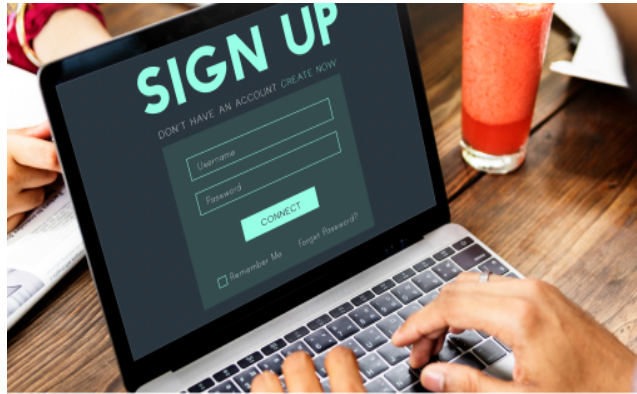 SIGN UP
DON'T HAVE AN ACCOUNT CREATE NOW
Username
Password
CONNECT
Remember Me
Forget Password?